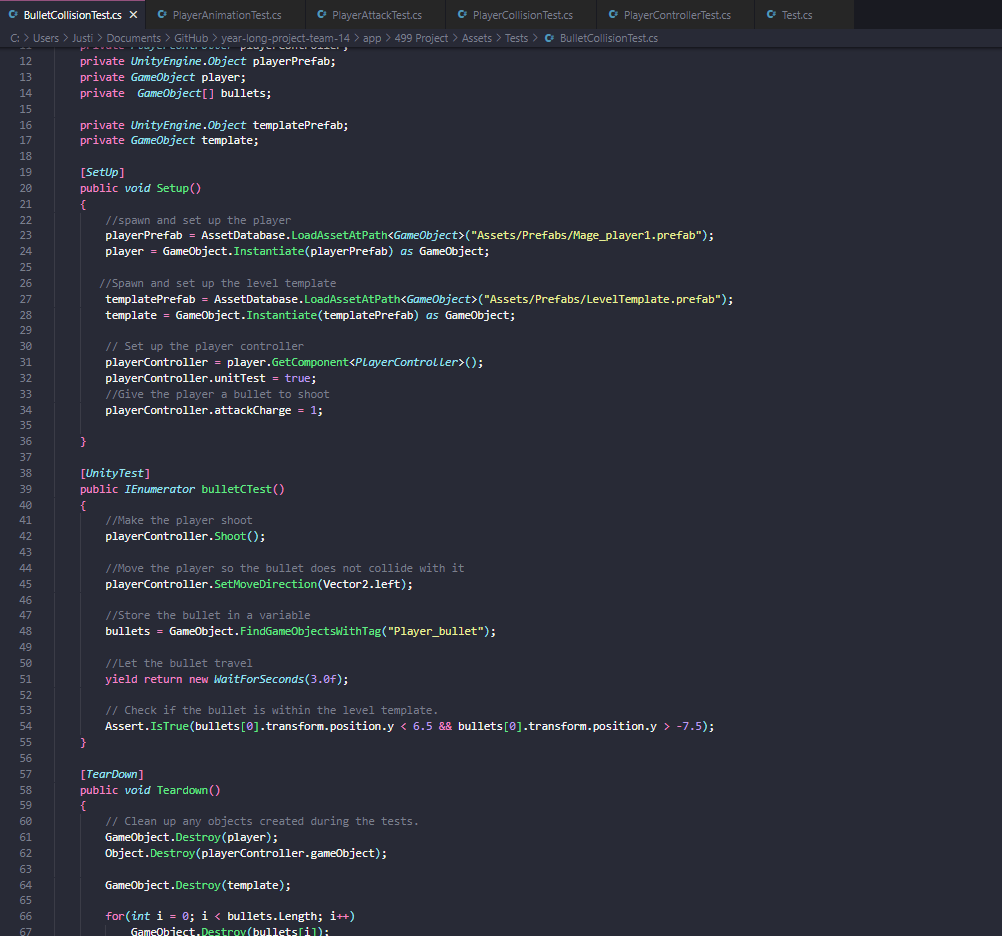 BulletCollisionTest.cs × PlayerAnimationTest.cs PlayerAttackTest.cs PlayerCollisionTest.cs PlayerControllerTest.cs Test.cs
C: > Users > Justi > Documents > GitHub > year-long-project-team-14 > app > 499 Project > Assets > Tests > BulletCollisionTest.cs
11 private PlayerController playerController;
12 private UnityEngine.Object playerPrefab;
13 private GameObject player;
14 private  GameObject[] bullets;
15
16 private UnityEngine.Object templatePrefab;
17 private GameObject template;
18
19 [SetUp]
20 public void Setup()
21 {
22 //spawn and set up the player
23 playerPrefab = AssetDatabase.LoadAssetAtPath<GameObject>("Assets/Prefabs/Mage_player1.prefab");
24 player = GameObject.Instantiate(playerPrefab) as GameObject;
25
26 //Spawn and set up the level template
27 templatePrefab = AssetDatabase.LoadAssetAtPath<GameObject>("Assets/Prefabs/LevelTemplate.prefab");
28 template = GameObject.Instantiate(templatePrefab) as GameObject;
29
30 // Set up the player controller
31 playerController = player.GetComponent<PlayerController>();
32 playerController.unitTest = true;
33 //Give the player a bullet to shoot
34 playerController.attackCharge = 1;
35
36 }
37
38 [UnityTest]
39 public IEnumerator bulletCTest()
40 {
41 //Make the player shoot
42 playerController.Shoot();
43
44 //Move the player so the bullet does not collide with it
45 playerController.SetMoveDirection(Vector2.left);
46
47 //Store the bullet in a variable
48 bullets = GameObject.FindGameObjectsWithTag("Player_bullet");
49
50 //Let the bullet travel
51 yield return new WaitForSeconds(3.0f);
52
53 // Check if the bullet is within the level template.
54 Assert.IsTrue(bullets[0].transform.position.y < 6.5 && bullets[0].transform.position.y > -7.5);
55 }
56
57 [TearDown]
58 public void Teardown()
59 {
60 // Clean up any objects created during the tests.
61 GameObject.Destroy(player);
62 Object.Destroy(playerController.gameObject);
63
64 GameObject.Destroy(template);
65
66 for(int i = 0; i < bullets.Length; i++)
67 GameObject.Destroy(bullets[i]);